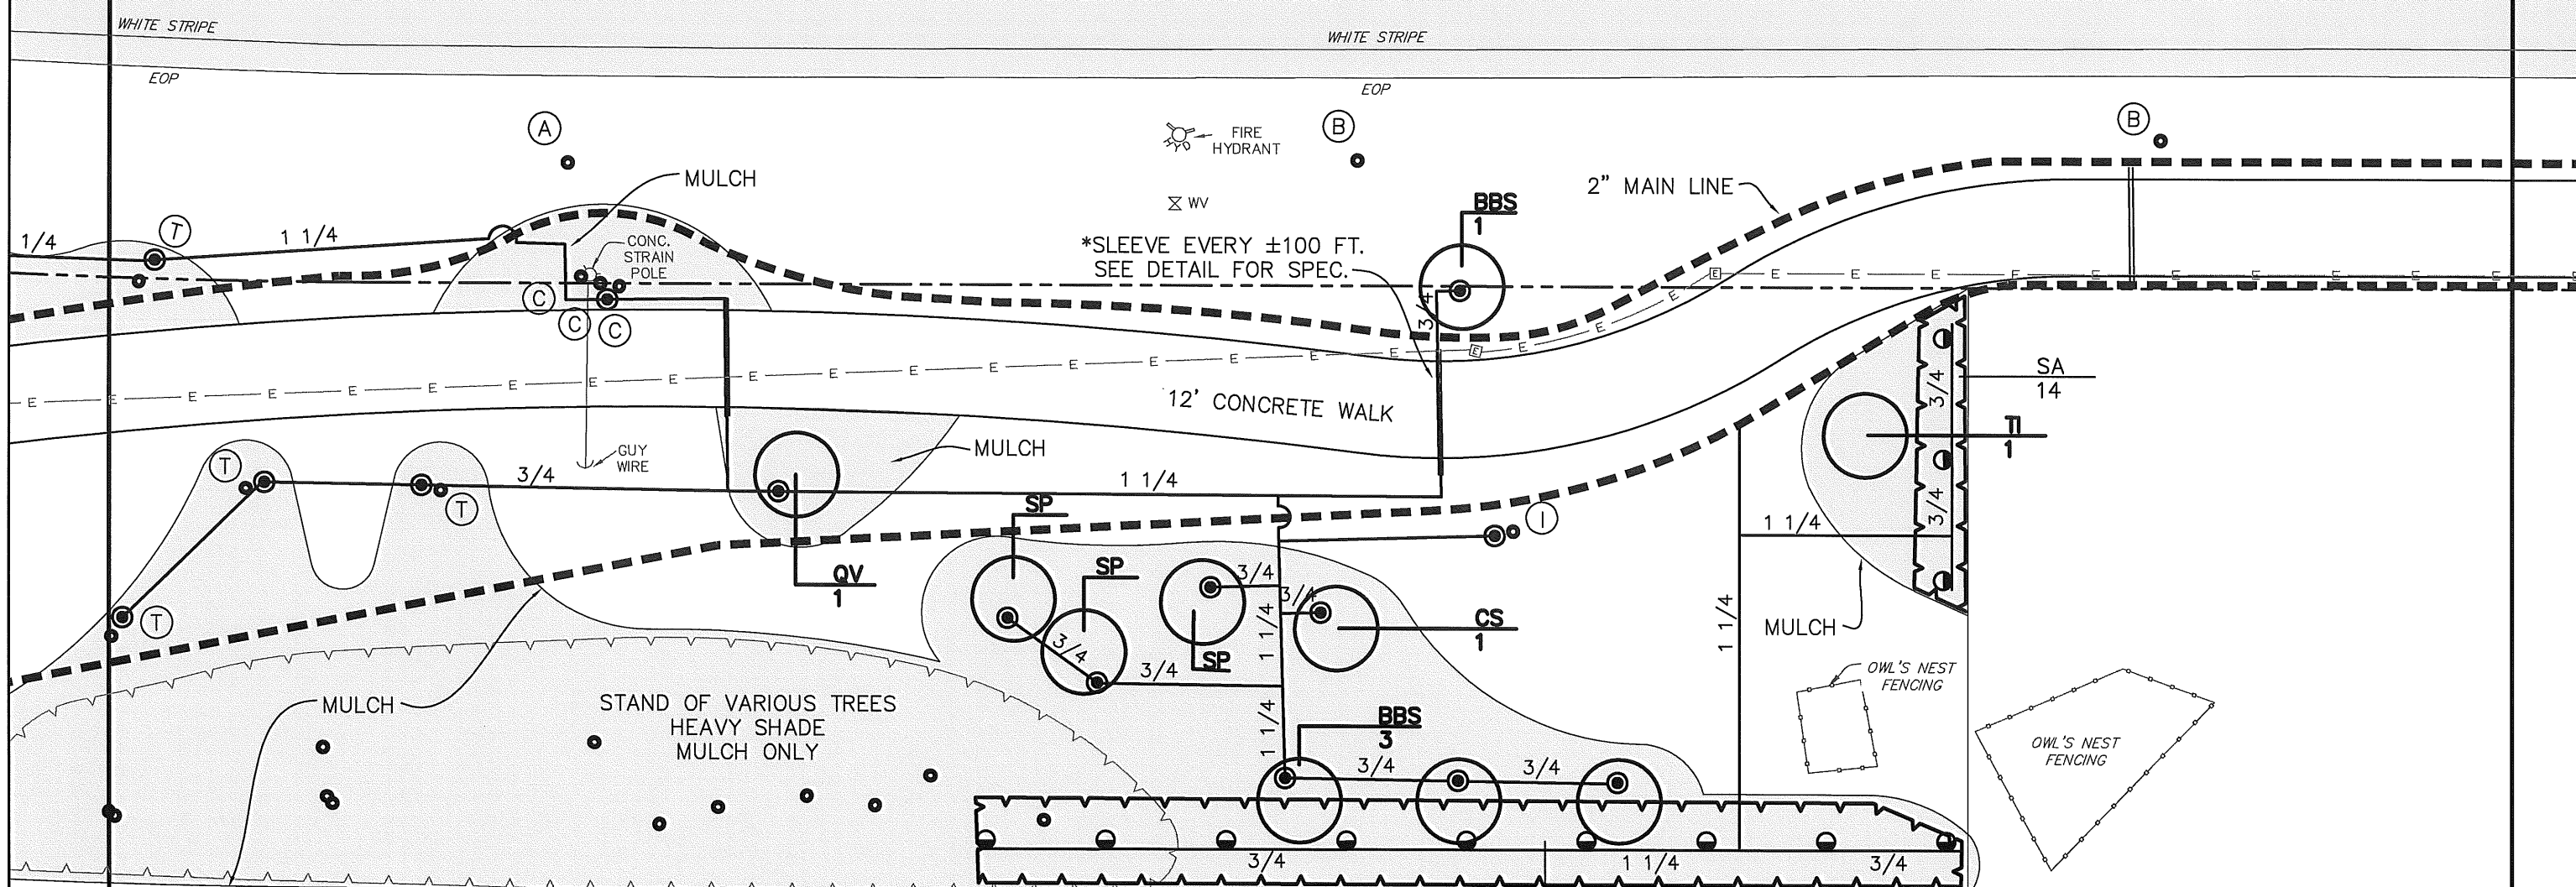 WHITE STRIPE
WHITE STRIPE
EOP
EOP
A
B
B
FIRE
HYDRANT
HYD
MULCH
2" MAIN LINE
WV
BBS
1
T
1/4
1 1/4
CONC.
STRAIN
POLE
*SLEEVE EVERY ±100 FT.
SEE DETAIL FOR SPEC.
3/4
C
C
C
E E E E E E E E E E E E E E E E E E E E E E
E E E E E E E E E E E
12' CONCRETE WALK
SA
14
3/4
TI
1
MULCH
GUY
WIRE
T
3/4
1 1/4
T
SP
I
3/4
1 1/4
QV
1
SP
3/4
3/4
CS
1
1 1/4
SP
T
3/4
3/4
1 1/4
MULCH
OWL'S NEST
FENCING
MULCH
STAND OF VARIOUS TREES
HEAVY SHADE
MULCH ONLY
1 1/4
BBS
3
3/4
3/4
OWL'S NEST
FENCING
3/4
1 1/4
3/4